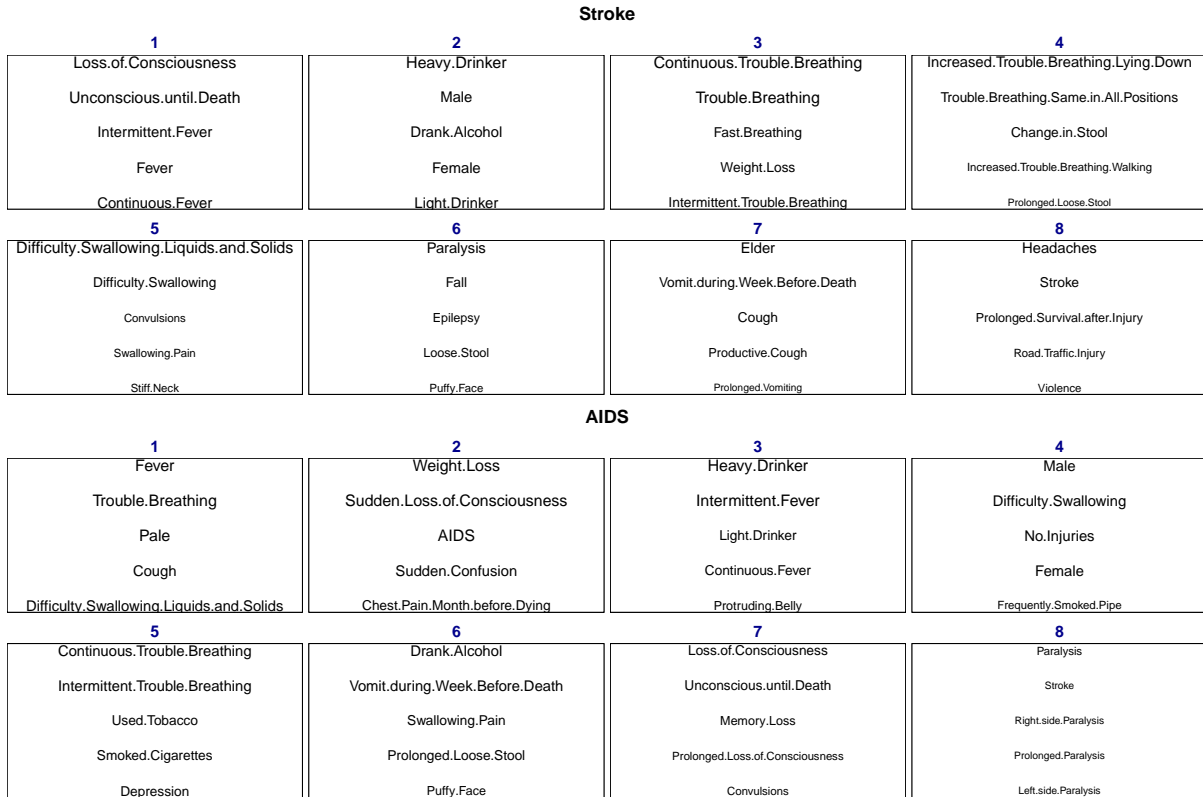 Stroke
1 2 3 4
Loss.of.Consciousness Heavy.Drinker Continuous.Trouble.Breathing Increased.Trouble.Breathing.Lying.Down
Unconscious.until.Death Male Trouble.Breathing Trouble.Breathing.Same.in.All.Positions
Intermittent.Fever Drank.Alcohol Fast.Breathing Change.in.Stool
Fever Female Weight.Loss Increased.Trouble.Breathing.Walking
Continuous.Fever Light.Drinker Intermittent.Trouble.Breathing Prolonged.Loose.Stool
5 6 7 8
Difficulty.Swallowing.Liquids.and.Solids Paralysis Elder Headaches
Difficulty.Swallowing Fall Vomit.during.Week.Before.Death Stroke
Convulsions Epilepsy Cough Prolonged.Survival.after.Injury
Swallowing.Pain Loose.Stool Productive.Cough Road.Traffic.Injury
Stiff.Neck Puffy.Face Prolonged.Vomiting Violence
AIDS
1 2 3 4
Fever Weight.Loss Heavy.Drinker Male
Trouble.Breathing Sudden.Loss.of.Consciousness Intermittent.Fever Difficulty.Swallowing
Pale AIDS Light.Drinker No.Injuries
Cough Sudden.Confusion Continuous.Fever Female
Difficulty.Swallowing.Liquids.and.Solids Chest.Pain.Month.before.Dying Protruding.Belly Frequently.Smoked.Pipe
5 6 7 8
Continuous.Trouble.Breathing Drank.Alcohol Loss.of.Consciousness Paralysis
Intermittent.Trouble.Breathing Vomit.during.Week.Before.Death Unconscious.until.Death Stroke
Used.Tobacco Swallowing.Pain Memory.Loss Right.side.Paralysis
Smoked.Cigarettes Prolonged.Loose.Stool Prolonged.Loss.of.Consciousness Prolonged.Paralysis
Depression Puffy.Face Convulsions Left.side.Paralysis